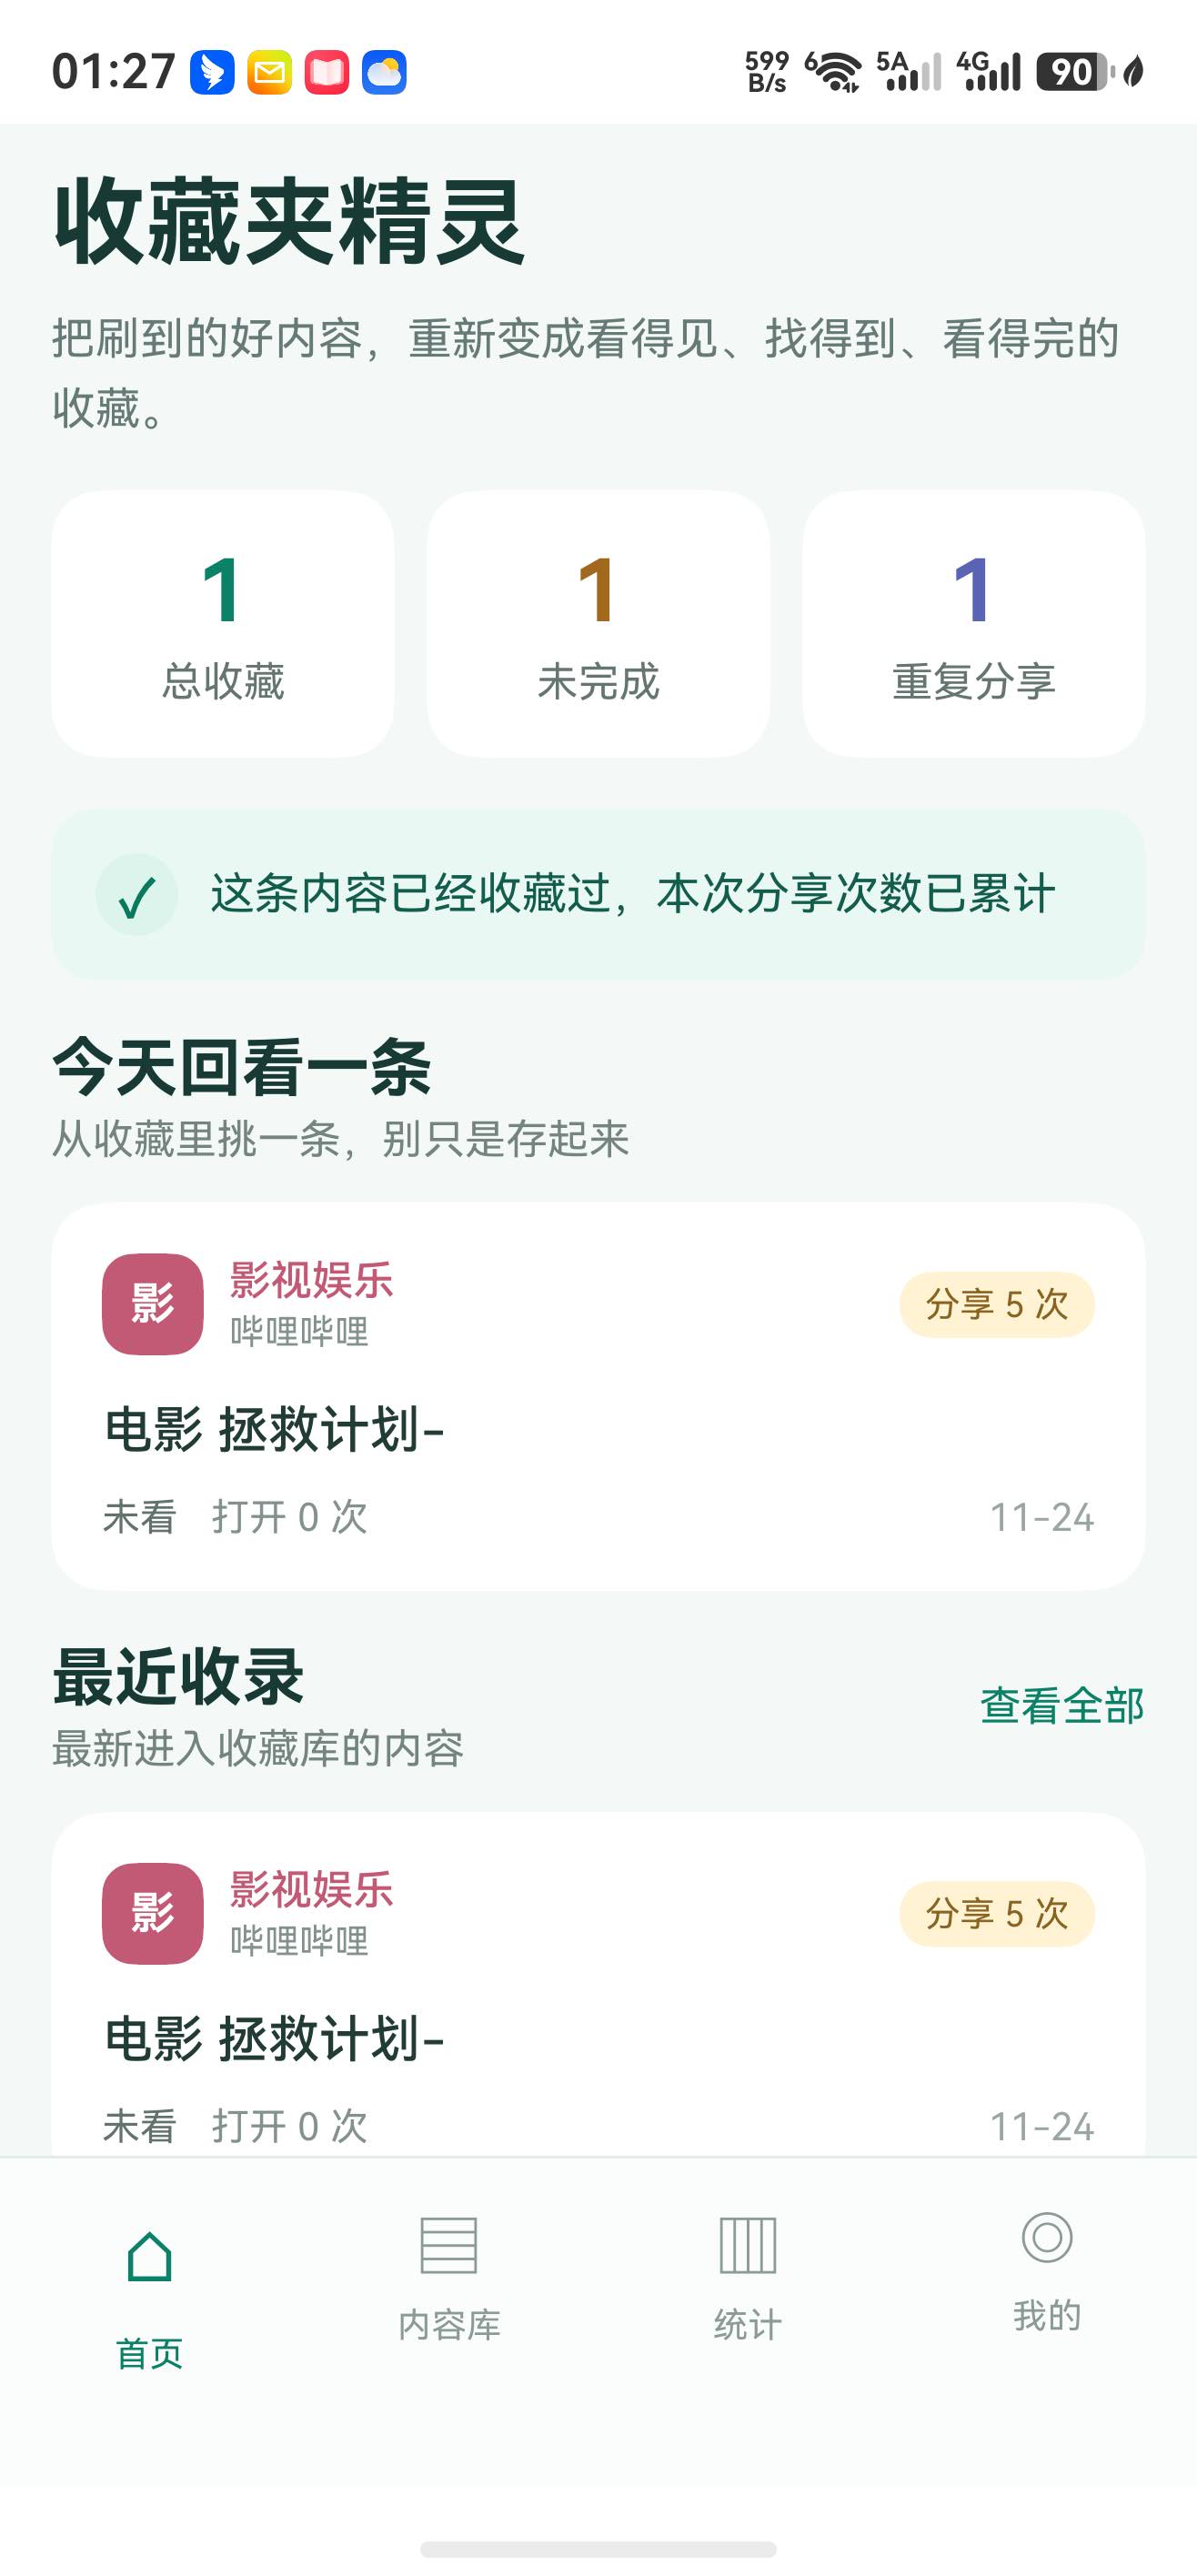 01:27
599 B/s
6
5A
4G
90
收藏夹精灵
把刷到的好内容，重新变成看得见、找得到、看得完的
收藏。
1
1
1
总收藏
未完成
重复分享
这条内容已经收藏过，本次分享次数已累计
今天回看一条
从收藏里挑一条，别只是存起来
影
影视娱乐
哔哩哔哩
分享 5 次
电影 拯救计划-
未看 打开 0 次
11-24
最近收录
最新进入收藏库的内容
查看全部
影
影视娱乐
哔哩哔哩
分享 5 次
电影 拯救计划-
未看 打开 0 次
11-24
首页
内容库
统计
我的